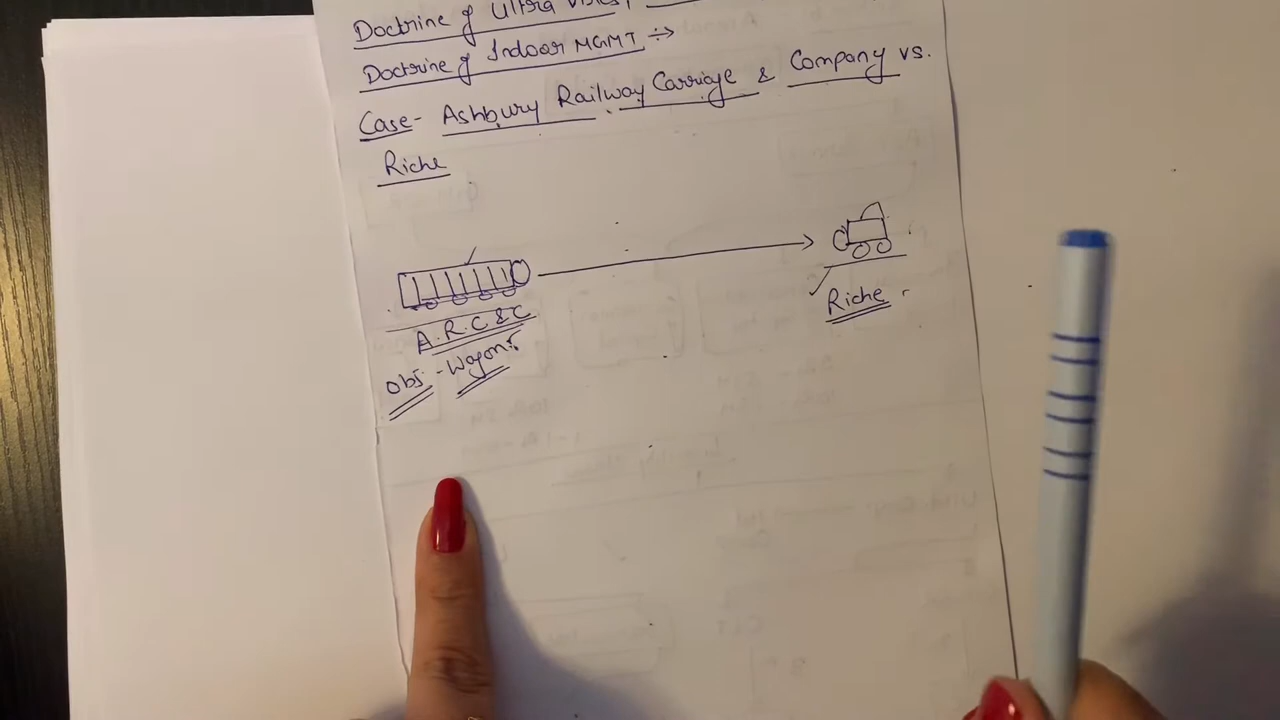 Doctrine of Ultra Vires,
Doctrine of Indoor MGMT :→
Case- Ashbury Railway Carriage & Company vs.
Riche
A.R.C & C
Obj - Wagons
Riche